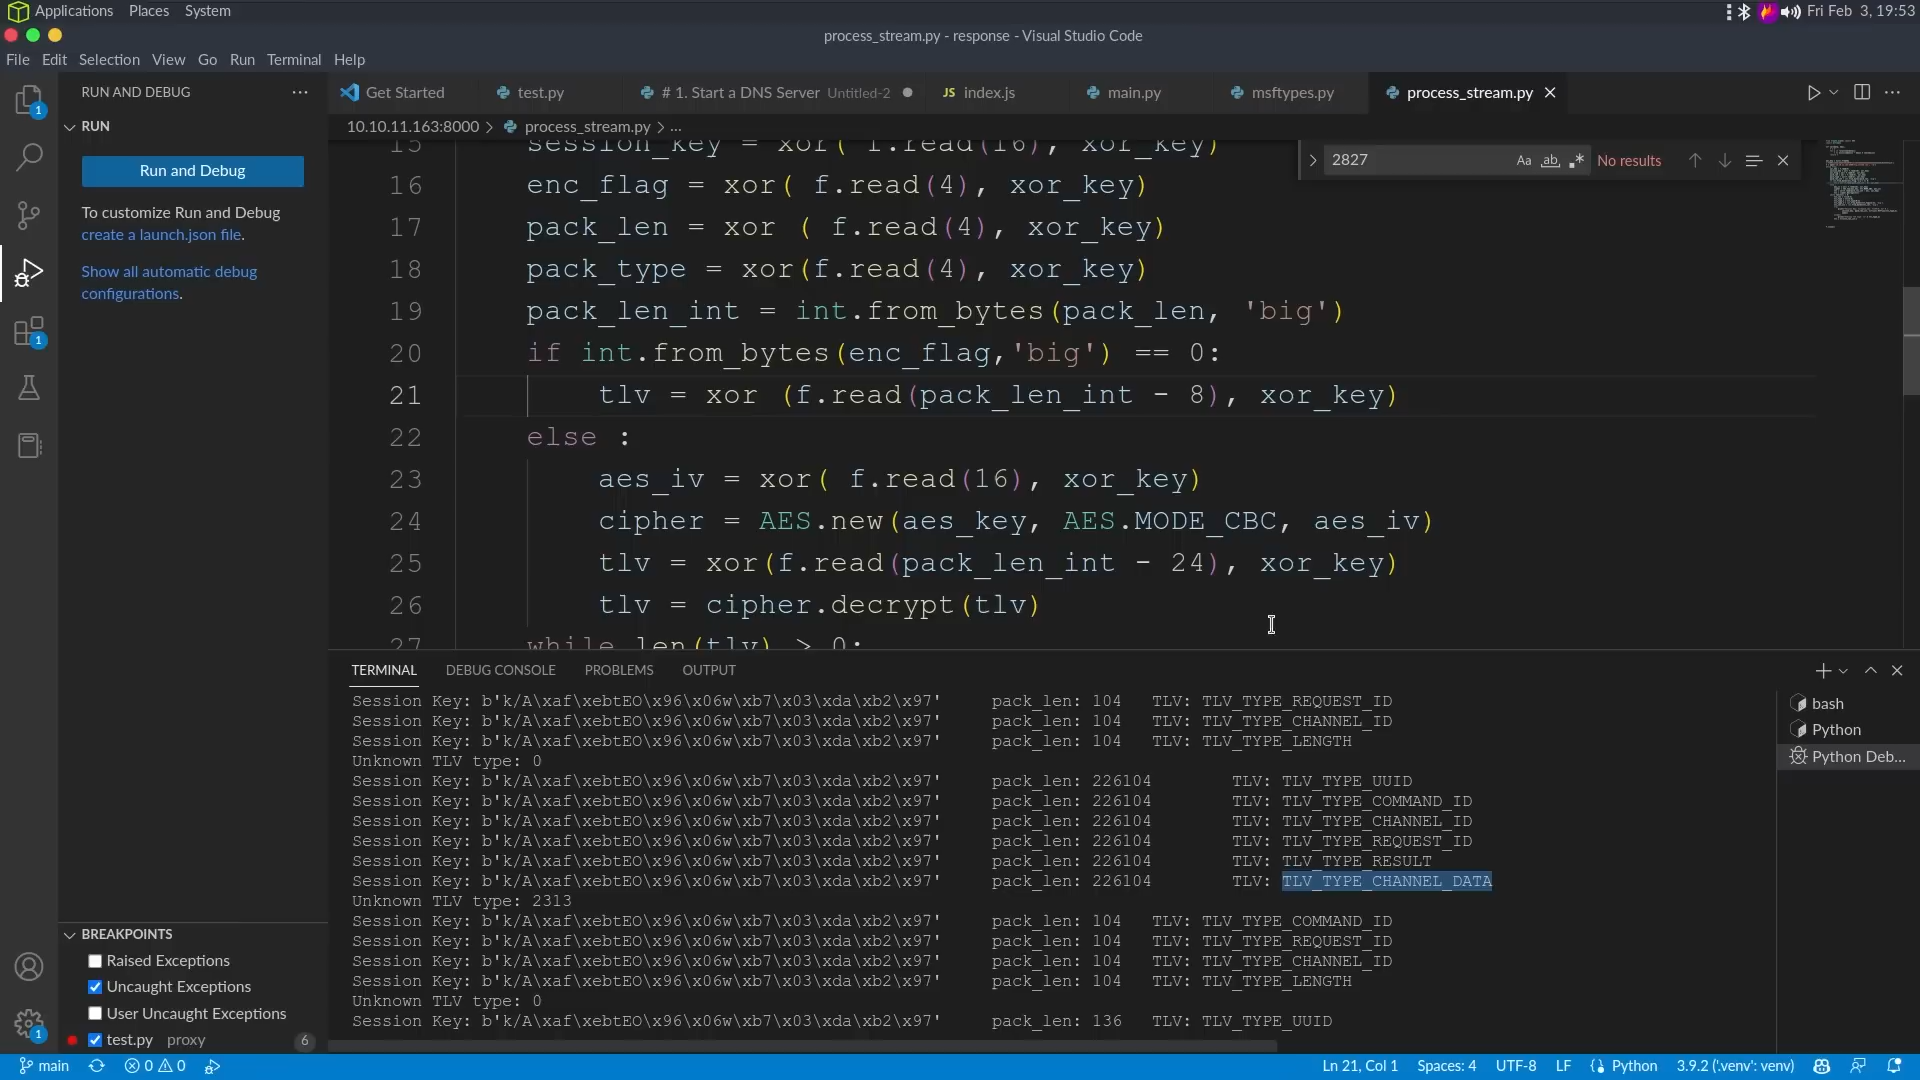 Applications Places System
Fri Feb 3, 19:53
process_stream.py - response - Visual Studio Code
File Edit Selection View Go Run Terminal Help
RUN AND DEBUG ...
Get Started
test.py
# 1. Start a DNS Server Untitled-2
JS index.js
main.py
msftypes.py
process_stream.py
10.10.11.163:8000 > process_stream.py > ...
RUN
Run and Debug
To customize Run and Debug
create a launch.json file.
Show all automatic debug
configurations.
1
1
1
2827
Aa ab
No results
15 session_key = xor( f.read(16), xor_key)
16 enc_flag = xor( f.read(4), xor_key)
17 pack_len = xor ( f.read(4), xor_key)
18 pack_type = xor(f.read(4), xor_key)
19 pack_len_int = int.from_bytes(pack_len, 'big')
20 if int.from_bytes(enc_flag,'big') == 0:
21 tlv = xor (f.read(pack_len_int - 8), xor_key)
22 else :
23 aes_iv = xor( f.read(16), xor_key)
24 cipher = AES.new(aes_key, AES.MODE_CBC, aes_iv)
25 tlv = xor(f.read(pack_len_int - 24), xor_key)
26 tlv = cipher.decrypt(tlv)
27 while len(tlv) > 0:
TERMINAL DEBUG CONSOLE PROBLEMS OUTPUT
Session Key: b'k/A\xaf\xebtEO\x96\x06w\xb7\x03\xda\xb2\x97' pack_len: 104 TLV: TLV_TYPE_REQUEST_ID
Session Key: b'k/A\xaf\xebtEO\x96\x06w\xb7\x03\xda\xb2\x97' pack_len: 104 TLV: TLV_TYPE_CHANNEL_ID
Session Key: b'k/A\xaf\xebtEO\x96\x06w\xb7\x03\xda\xb2\x97' pack_len: 104 TLV: TLV_TYPE_LENGTH
Unknown TLV type: 0
Session Key: b'k/A\xaf\xebtEO\x96\x06w\xb7\x03\xda\xb2\x97' pack_len: 226104 TLV: TLV_TYPE_UUID
Session Key: b'k/A\xaf\xebtEO\x96\x06w\xb7\x03\xda\xb2\x97' pack_len: 226104 TLV: TLV_TYPE_COMMAND_ID
Session Key: b'k/A\xaf\xebtEO\x96\x06w\xb7\x03\xda\xb2\x97' pack_len: 226104 TLV: TLV_TYPE_CHANNEL_ID
Session Key: b'k/A\xaf\xebtEO\x96\x06w\xb7\x03\xda\xb2\x97' pack_len: 226104 TLV: TLV_TYPE_REQUEST_ID
Session Key: b'k/A\xaf\xebtEO\x96\x06w\xb7\x03\xda\xb2\x97' pack_len: 226104 TLV: TLV_TYPE_RESULT
Session Key: b'k/A\xaf\xebtEO\x96\x06w\xb7\x03\xda\xb2\x97' pack_len: 226104 TLV: TLV_TYPE_CHANNEL_DATA
Unknown TLV type: 2313
Session Key: b'k/A\xaf\xebtEO\x96\x06w\xb7\x03\xda\xb2\x97' pack_len: 104 TLV: TLV_TYPE_COMMAND_ID
Session Key: b'k/A\xaf\xebtEO\x96\x06w\xb7\x03\xda\xb2\x97' pack_len: 104 TLV: TLV_TYPE_REQUEST_ID
Session Key: b'k/A\xaf\xebtEO\x96\x06w\xb7\x03\xda\xb2\x97' pack_len: 104 TLV: TLV_TYPE_CHANNEL_ID
Session Key: b'k/A\xaf\xebtEO\x96\x06w\xb7\x03\xda\xb2\x97' pack_len: 104 TLV: TLV_TYPE_LENGTH
Unknown TLV type: 0
Session Key: b'k/A\xaf\xebtEO\x96\x06w\xb7\x03\xda\xb2\x97' pack_len: 136 TLV: TLV_TYPE_UUID
bash
Python
Python Deb...
BREAKPOINTS
Raised Exceptions
Uncaught Exceptions
User Uncaught Exceptions
test.py proxy 6
main
0 0
Ln 21, Col 1 Spaces: 4 UTF-8 LF Python 3.9.2 ('.venv': venv)